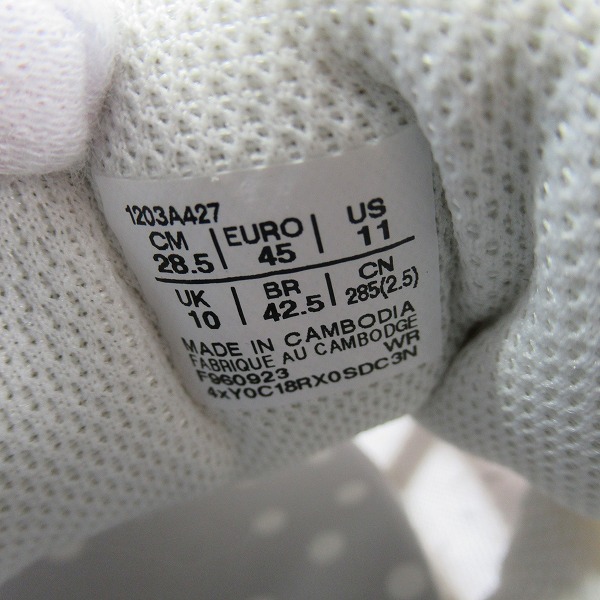 1203A427
CM | EURO | US
28.5 | 45 | 11
UK | BR | CN
10 | 42.5 | 285(2.5)
MADE IN CAMBODIA
FABRIQUE AU CAMBODGE
F960923 WR
4xY0C18RX0SDC3N